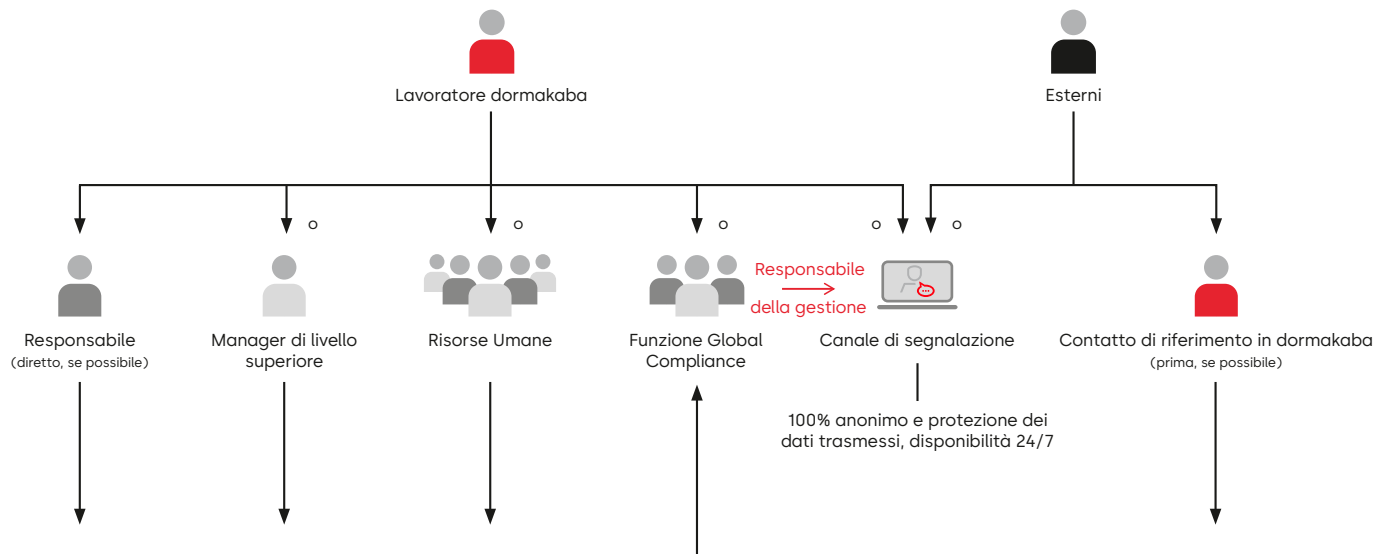 Lavoratore dormakaba
Esterni
o
o
o
o
o
Responsabile
della gestione
Responsabile
(diretto, se possibile)
Manager di livello
superiore
Risorse Umane
Funzione Global
Compliance
Canale di segnalazione
Contatto di riferimento in dormakaba
(prima, se possibile)
100% anonimo e protezione dei
dati trasmessi, disponibilità 24/7